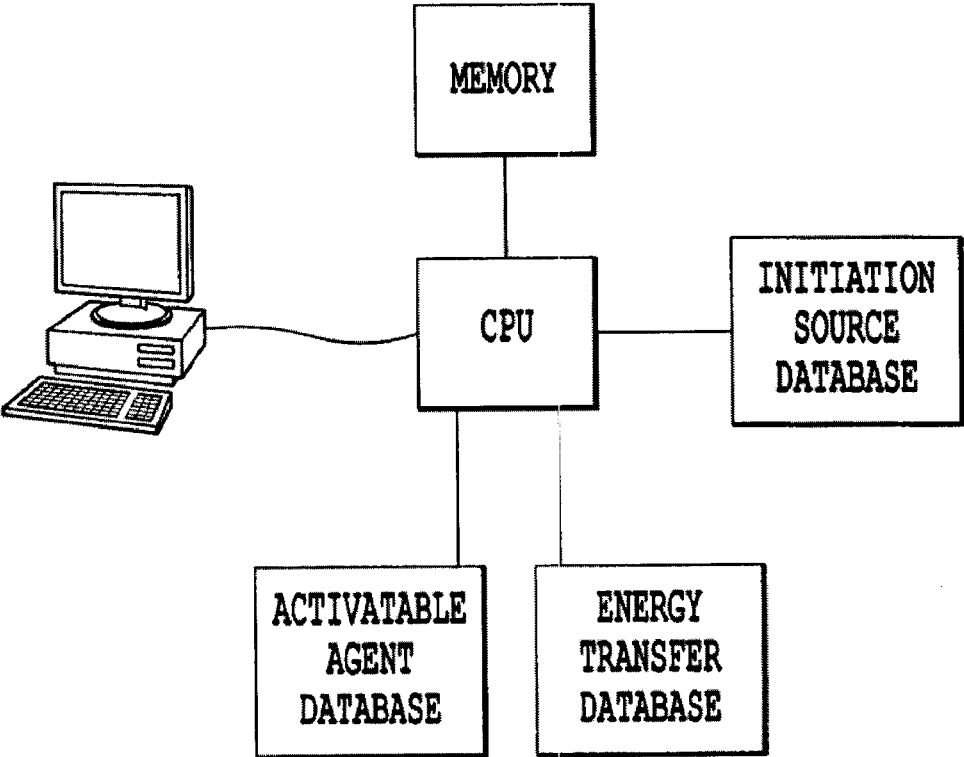 MEMORY
CPU
INITIATION
SOURCE
DATABASE
ACTIVATABLE
AGENT
DATABASE
ENERGY
TRANSFER
DATABASE